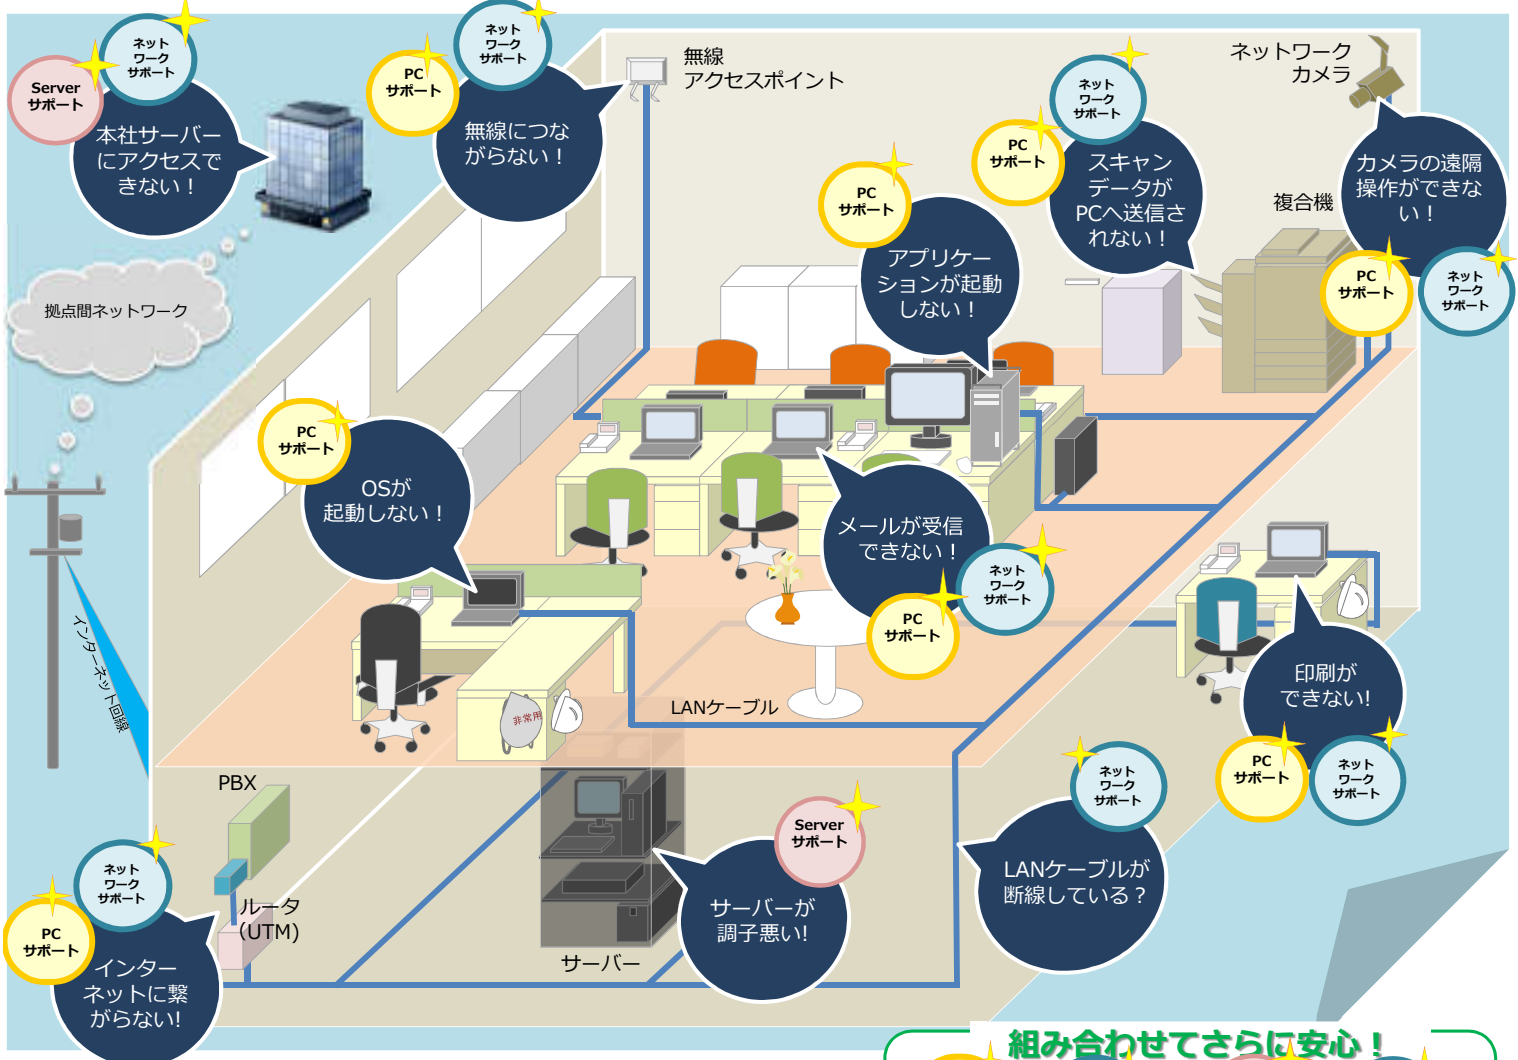 ネット
ワーク
サポート
Server
サポート
本社サーバー
にアクセスで
きない！
ネット
ワーク
サポート
PC
サポート
無線につな
がらない！
無線
アクセスポイント
ネットワーク
カメラ
ネット
ワーク
サポート
PC
サポート
スキャン
データが
PCへ送信さ
れない！
カメラの遠隔
操作ができな
い！
PC
サポート
ネット
ワーク
サポート
複合機
PC
サポート
アプリケー
ションが起動
しない！
拠点間ネットワーク
PC
サポート
OSが
起動しない！
メールが受信
できない！
ネット
ワーク
サポート
PC
サポート
インターネット回線
非常用
LANケーブル
印刷が
できない!
PC
サポート
ネット
ワーク
サポート
PBX
ネット
ワーク
サポート
PC
サポート
ルータ
(UTM)
インター
ネットに繋
がらない!
サーバー
Server
サポート
サーバーが
調子悪い!
ネット
ワーク
サポート
LANケーブルが
断線している？
組み合わせてさらに安心！